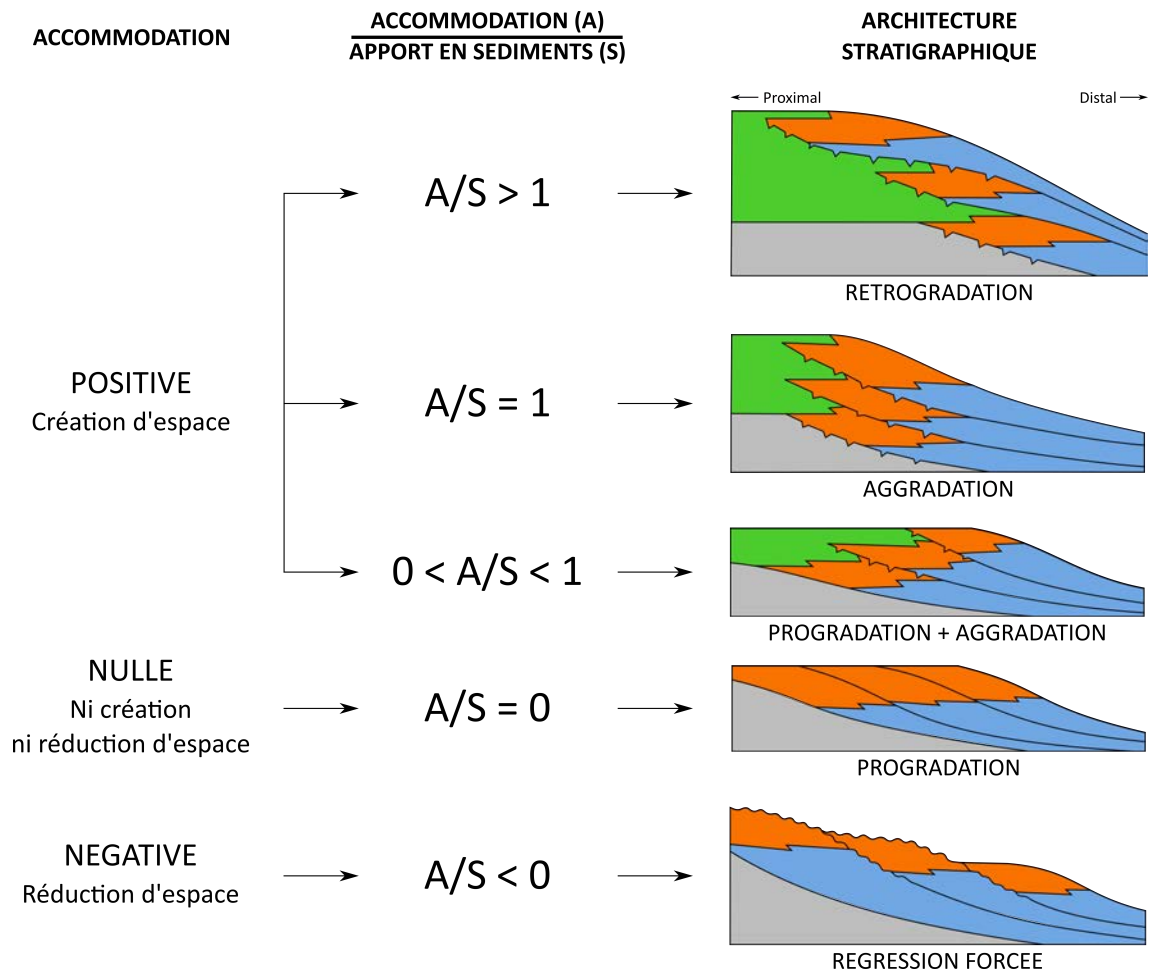 ACCOMMODATION
ACCOMMODATION (A)
APPORT EN SEDIMENTS (S)
ARCHITECTURE
STRATIGRAPHIQUE
Proximal
Distal
A/S > 1
RETROGRADATION
POSITIVE
Création d'espace
A/S = 1
AGGRADATION
0 < A/S < 1
PROGRADATION + AGGRADATION
NULLE
Ni création
ni réduction d'espace
A/S = 0
PROGRADATION
NEGATIVE
Réduction d'espace
A/S < 0
REGRESSION FORCEE